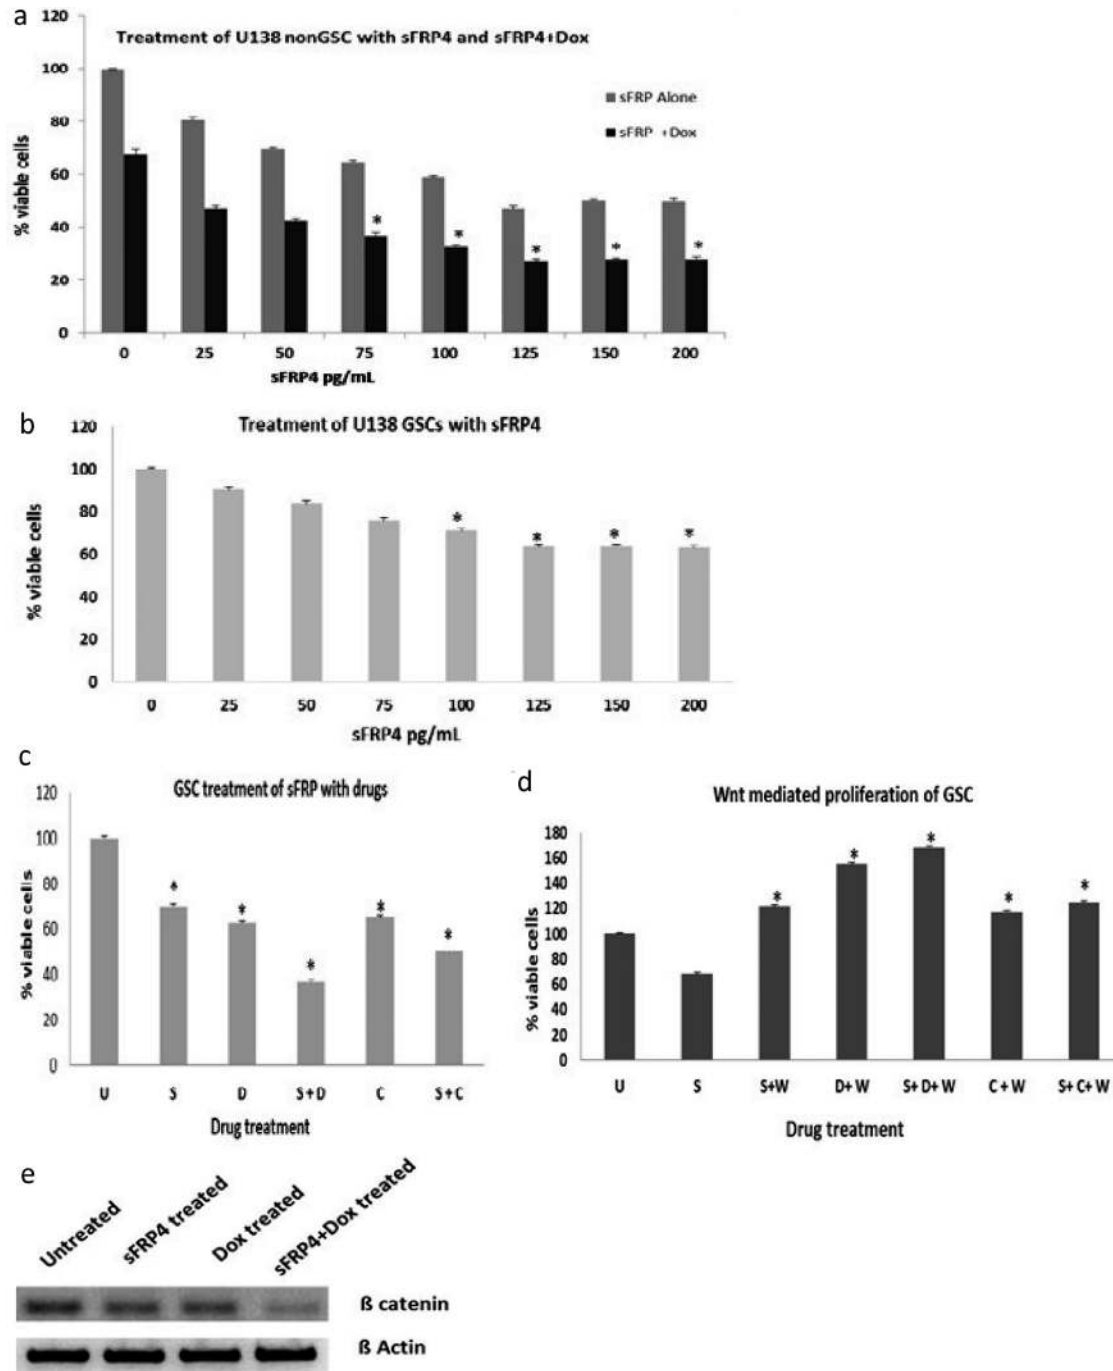 a
120
Treatment of U138 nonGSC with sFRP4 and sFRP4+Dox
100
80
60
40
20
0
% viable cells
sFRP Alone
sFRP +Dox
* * * * *
0 25 50 75 100 125 150 200
sFRP4 pg/mL
b
120
Treatment of U138 GSCs with sFRP4
100
80
60
40
20
0
% viable cells
* * * *
0 25 50 75 100 125 150 200
sFRP4 pg/mL
c
GSC treatment of sFRP with drugs
120
100
80
60
40
20
0
% viable cells
* * * * *
U S D S+D C S+C
Drug treatment
d
Wnt mediated proliferation of GSC
180
160
140
120
100
80
60
40
20
0
% viable cells
* * * * *
U S S+W D+ W S+ D+ W C + W S+ C+ W
Drug treatment
e
Untreated
sFRP4 treated
Dox treated
sFRP4+Dox treated
ß catenin
ß Actin